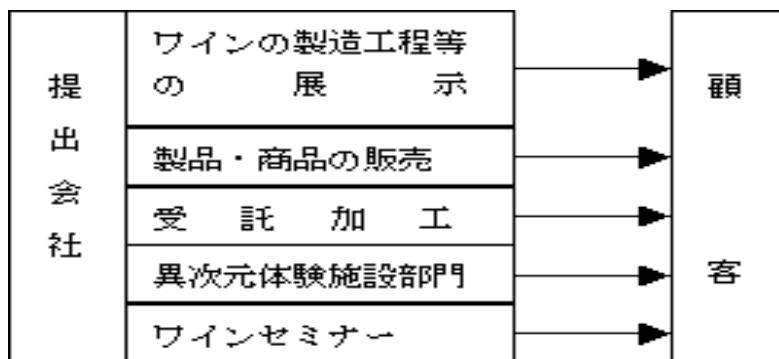 提出会社
ワインの製造工程等
の展示
製品・商品の販売
受託加工
異次元体験施設部門
ワインセミナー
顧客